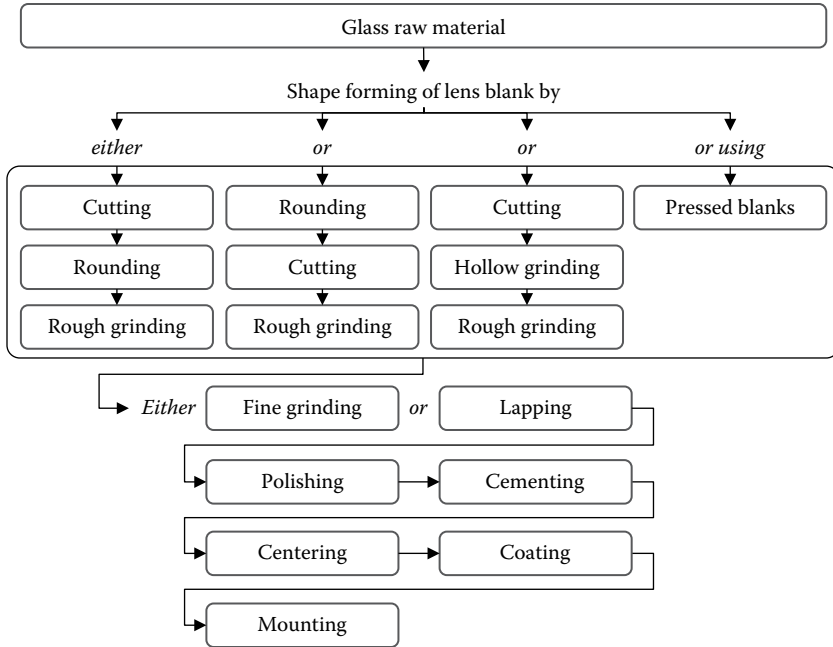 Glass raw material
Shape forming of lens blank by
either or or or using
Cutting Rounding Cutting Pressed blanks
Rounding Cutting Hollow grinding
Rough grinding Rough grinding Rough grinding
Either Fine grinding or Lapping
Polishing Cementing
Centering Coating
Mounting